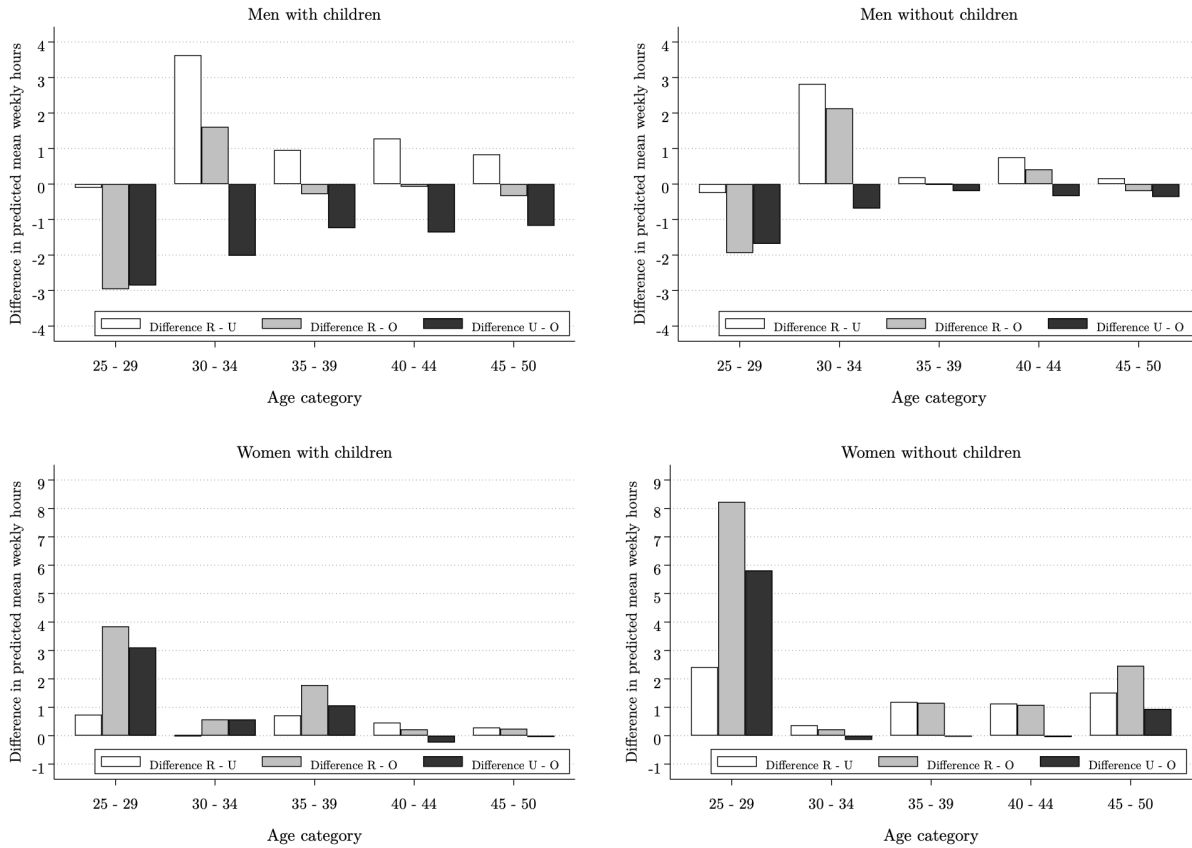 Men with children
Difference in predicted mean weekly hours
4
3
2
1
0
-1
-2
-3
-4
Difference R - U Difference R - O Difference U - O
25 - 29 30 - 34 35 - 39 40 - 44 45 - 50
Age category
Men without children
Difference in predicted mean weekly hours
4
3
2
1
0
-1
-2
-3
-4
Difference R - U Difference R - O Difference U - O
25 - 29 30 - 34 35 - 39 40 - 44 45 - 50
Age category
Women with children
Difference in predicted mean weekly hours
9
8
7
6
5
4
3
2
1
0
-1
Difference R - U Difference R - O Difference U - O
25 - 29 30 - 34 35 - 39 40 - 44 45 - 50
Age category
Women without children
Difference in predicted mean weekly hours
9
8
7
6
5
4
3
2
1
0
-1
Difference R - U Difference R - O Difference U - O
25 - 29 30 - 34 35 - 39 40 - 44 45 - 50
Age category